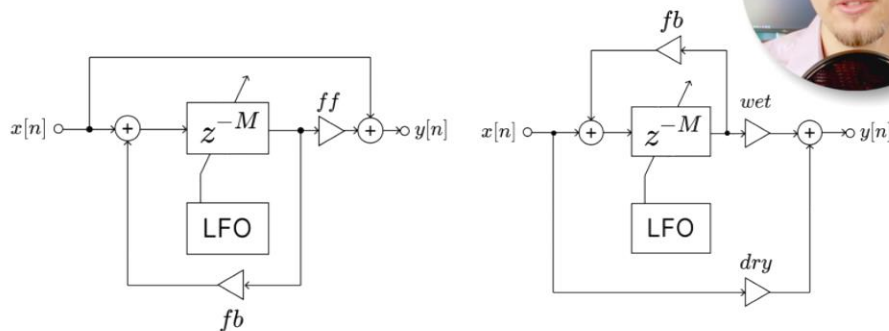 x[n]
z^{-M}
ff
y[n]
LFO
fb
fb
x[n]
z^{-M}
wet
y[n]
LFO
dry